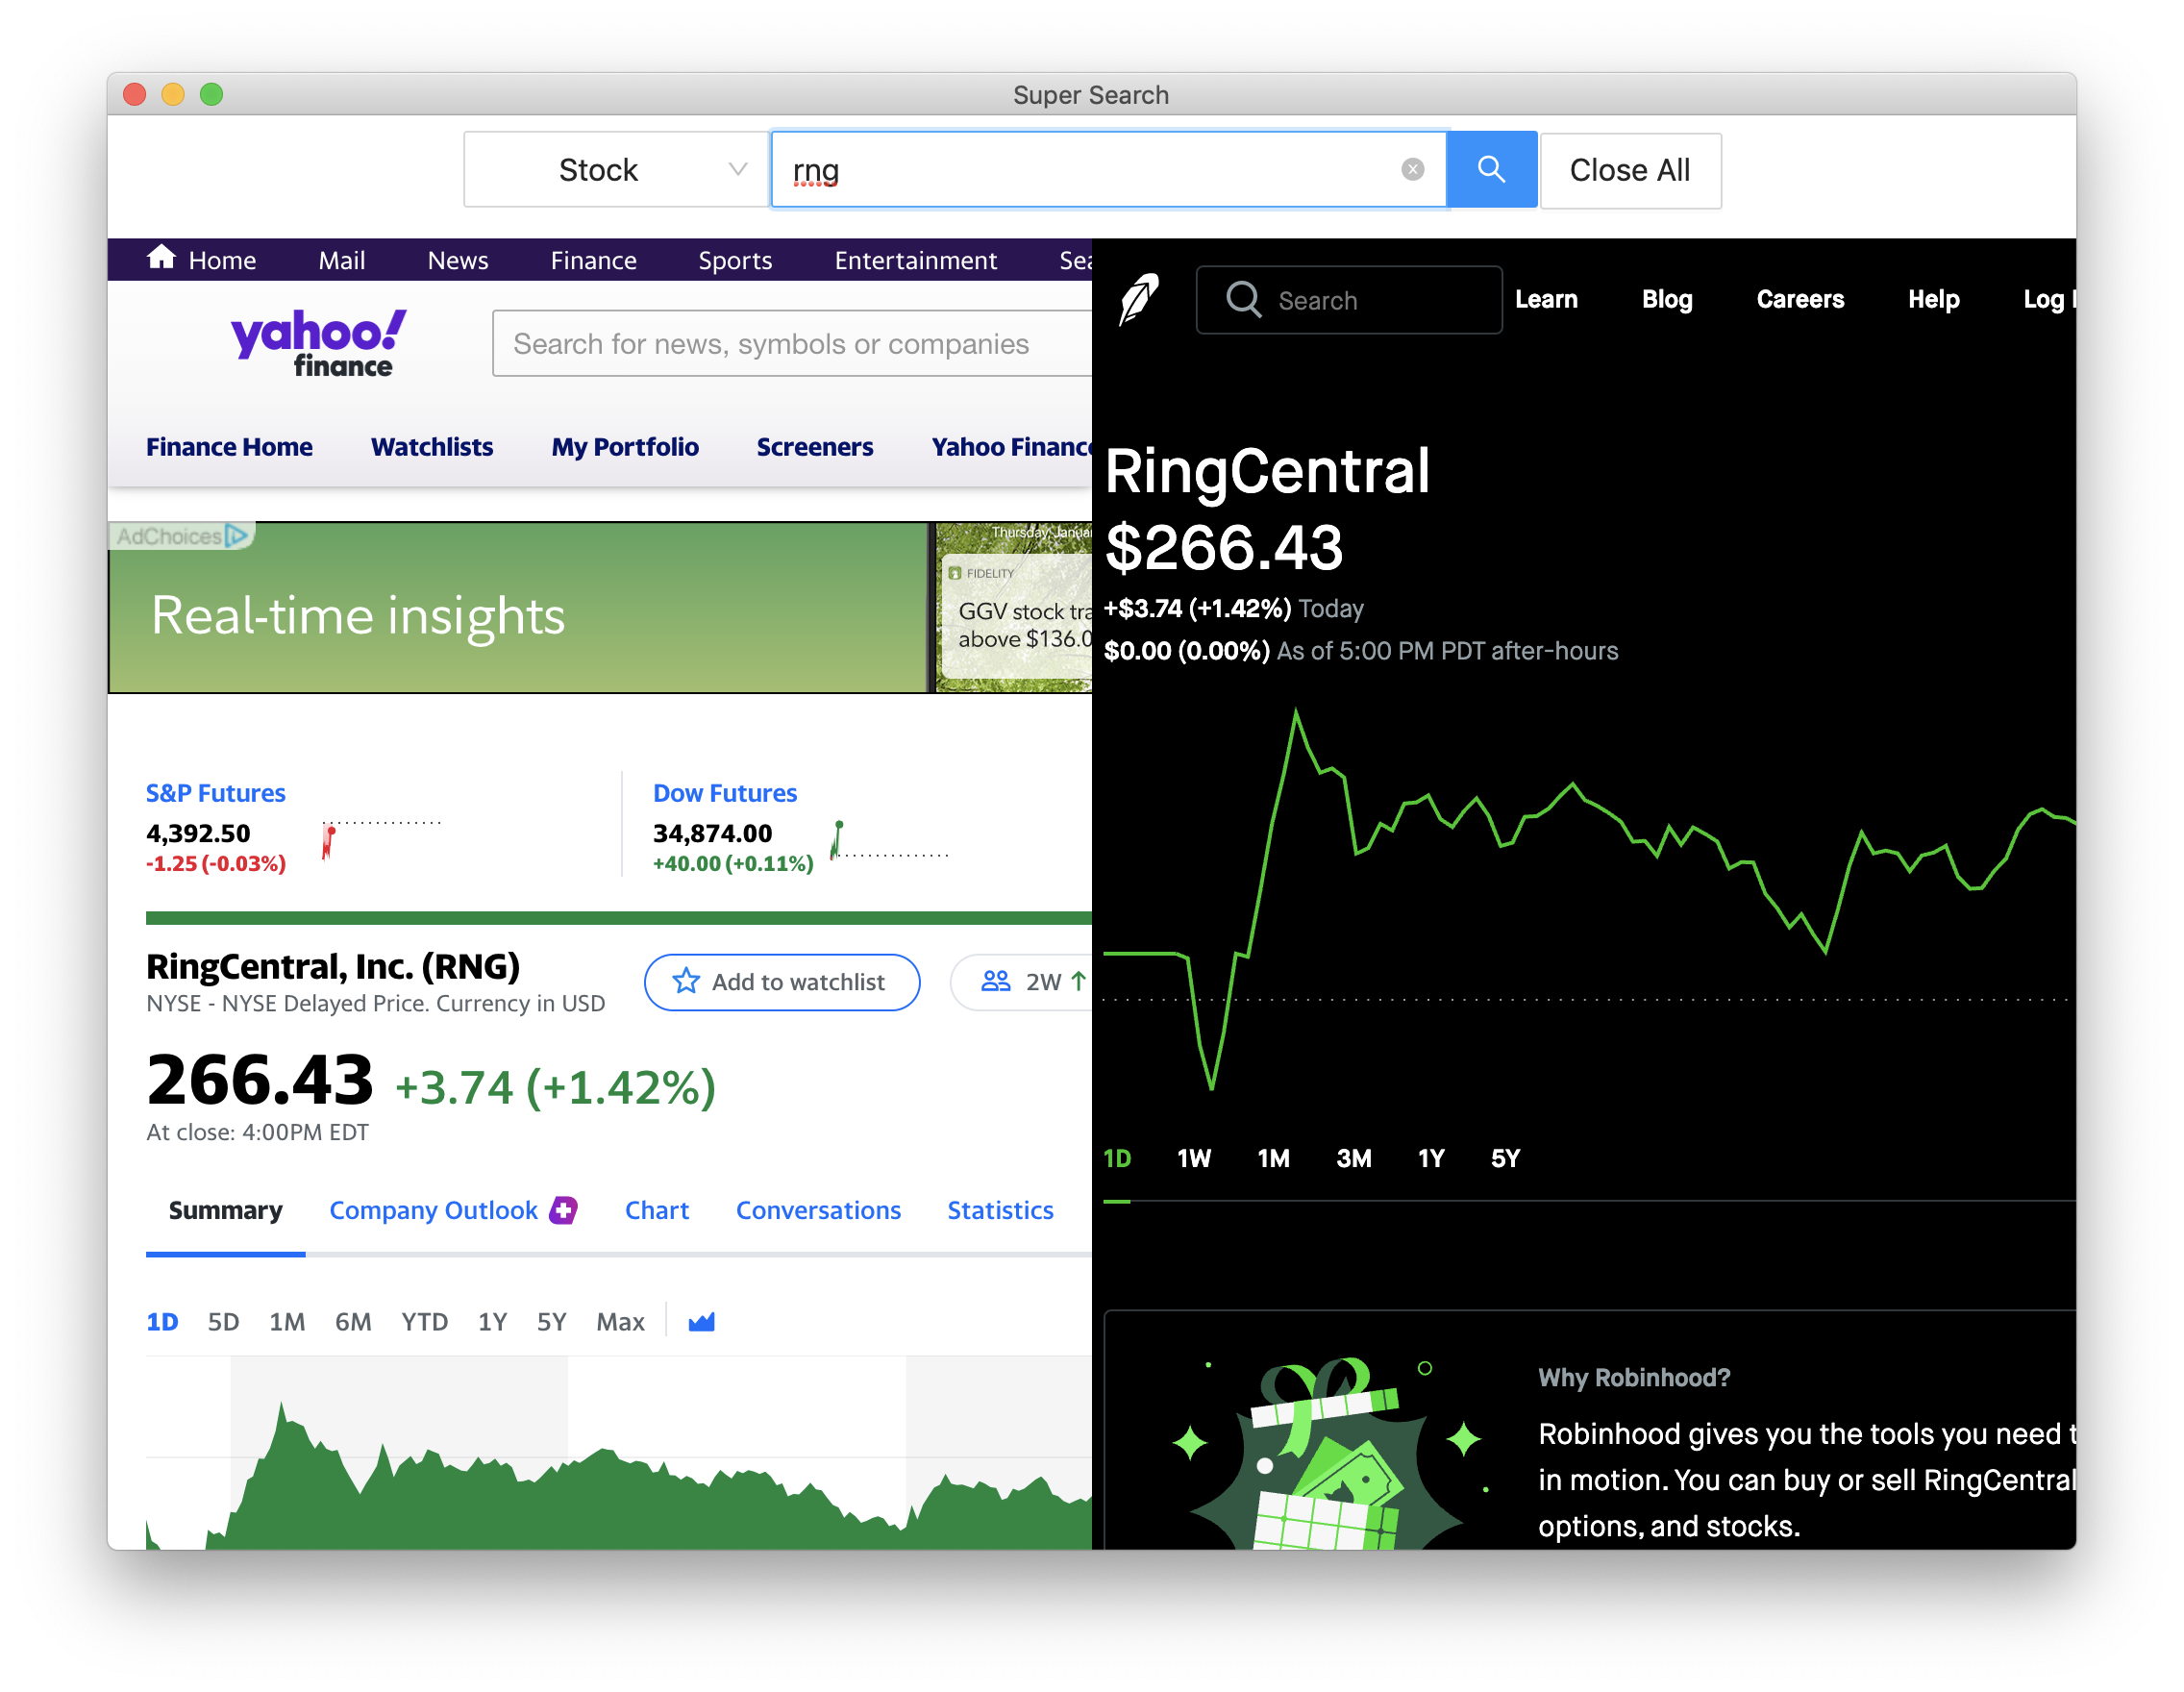 Super Search
Stock
rng
Close All
Home Mail News Finance Sports Entertainment Sea
yahoo!
finance
Search for news, symbols or companies
Finance Home Watchlists My Portfolio Screeners Yahoo Finance
AdChoices
Real-time insights
Thursday, Januar
FIDELITY
GGV stock tra
above $136.0
S&P Futures
4,392.50
-1.25 (-0.03%)
Dow Futures
34,874.00
+40.00 (+0.11%)
RingCentral, Inc. (RNG)
NYSE - NYSE Delayed Price. Currency in USD
Add to watchlist
2W
266.43 +3.74 (+1.42%)
At close: 4:00PM EDT
Summary Company Outlook Chart Conversations Statistics
1D 5D 1M 6M YTD 1Y 5Y Max
Search
Learn Blog Careers Help Log I
RingCentral
$266.43
+$3.74 (+1.42%) Today
$0.00 (0.00%) As of 5:00 PM PDT after-hours
1D 1W 1M 3M 1Y 5Y
Why Robinhood?
Robinhood gives you the tools you need t
in motion. You can buy or sell RingCentral
options, and stocks.